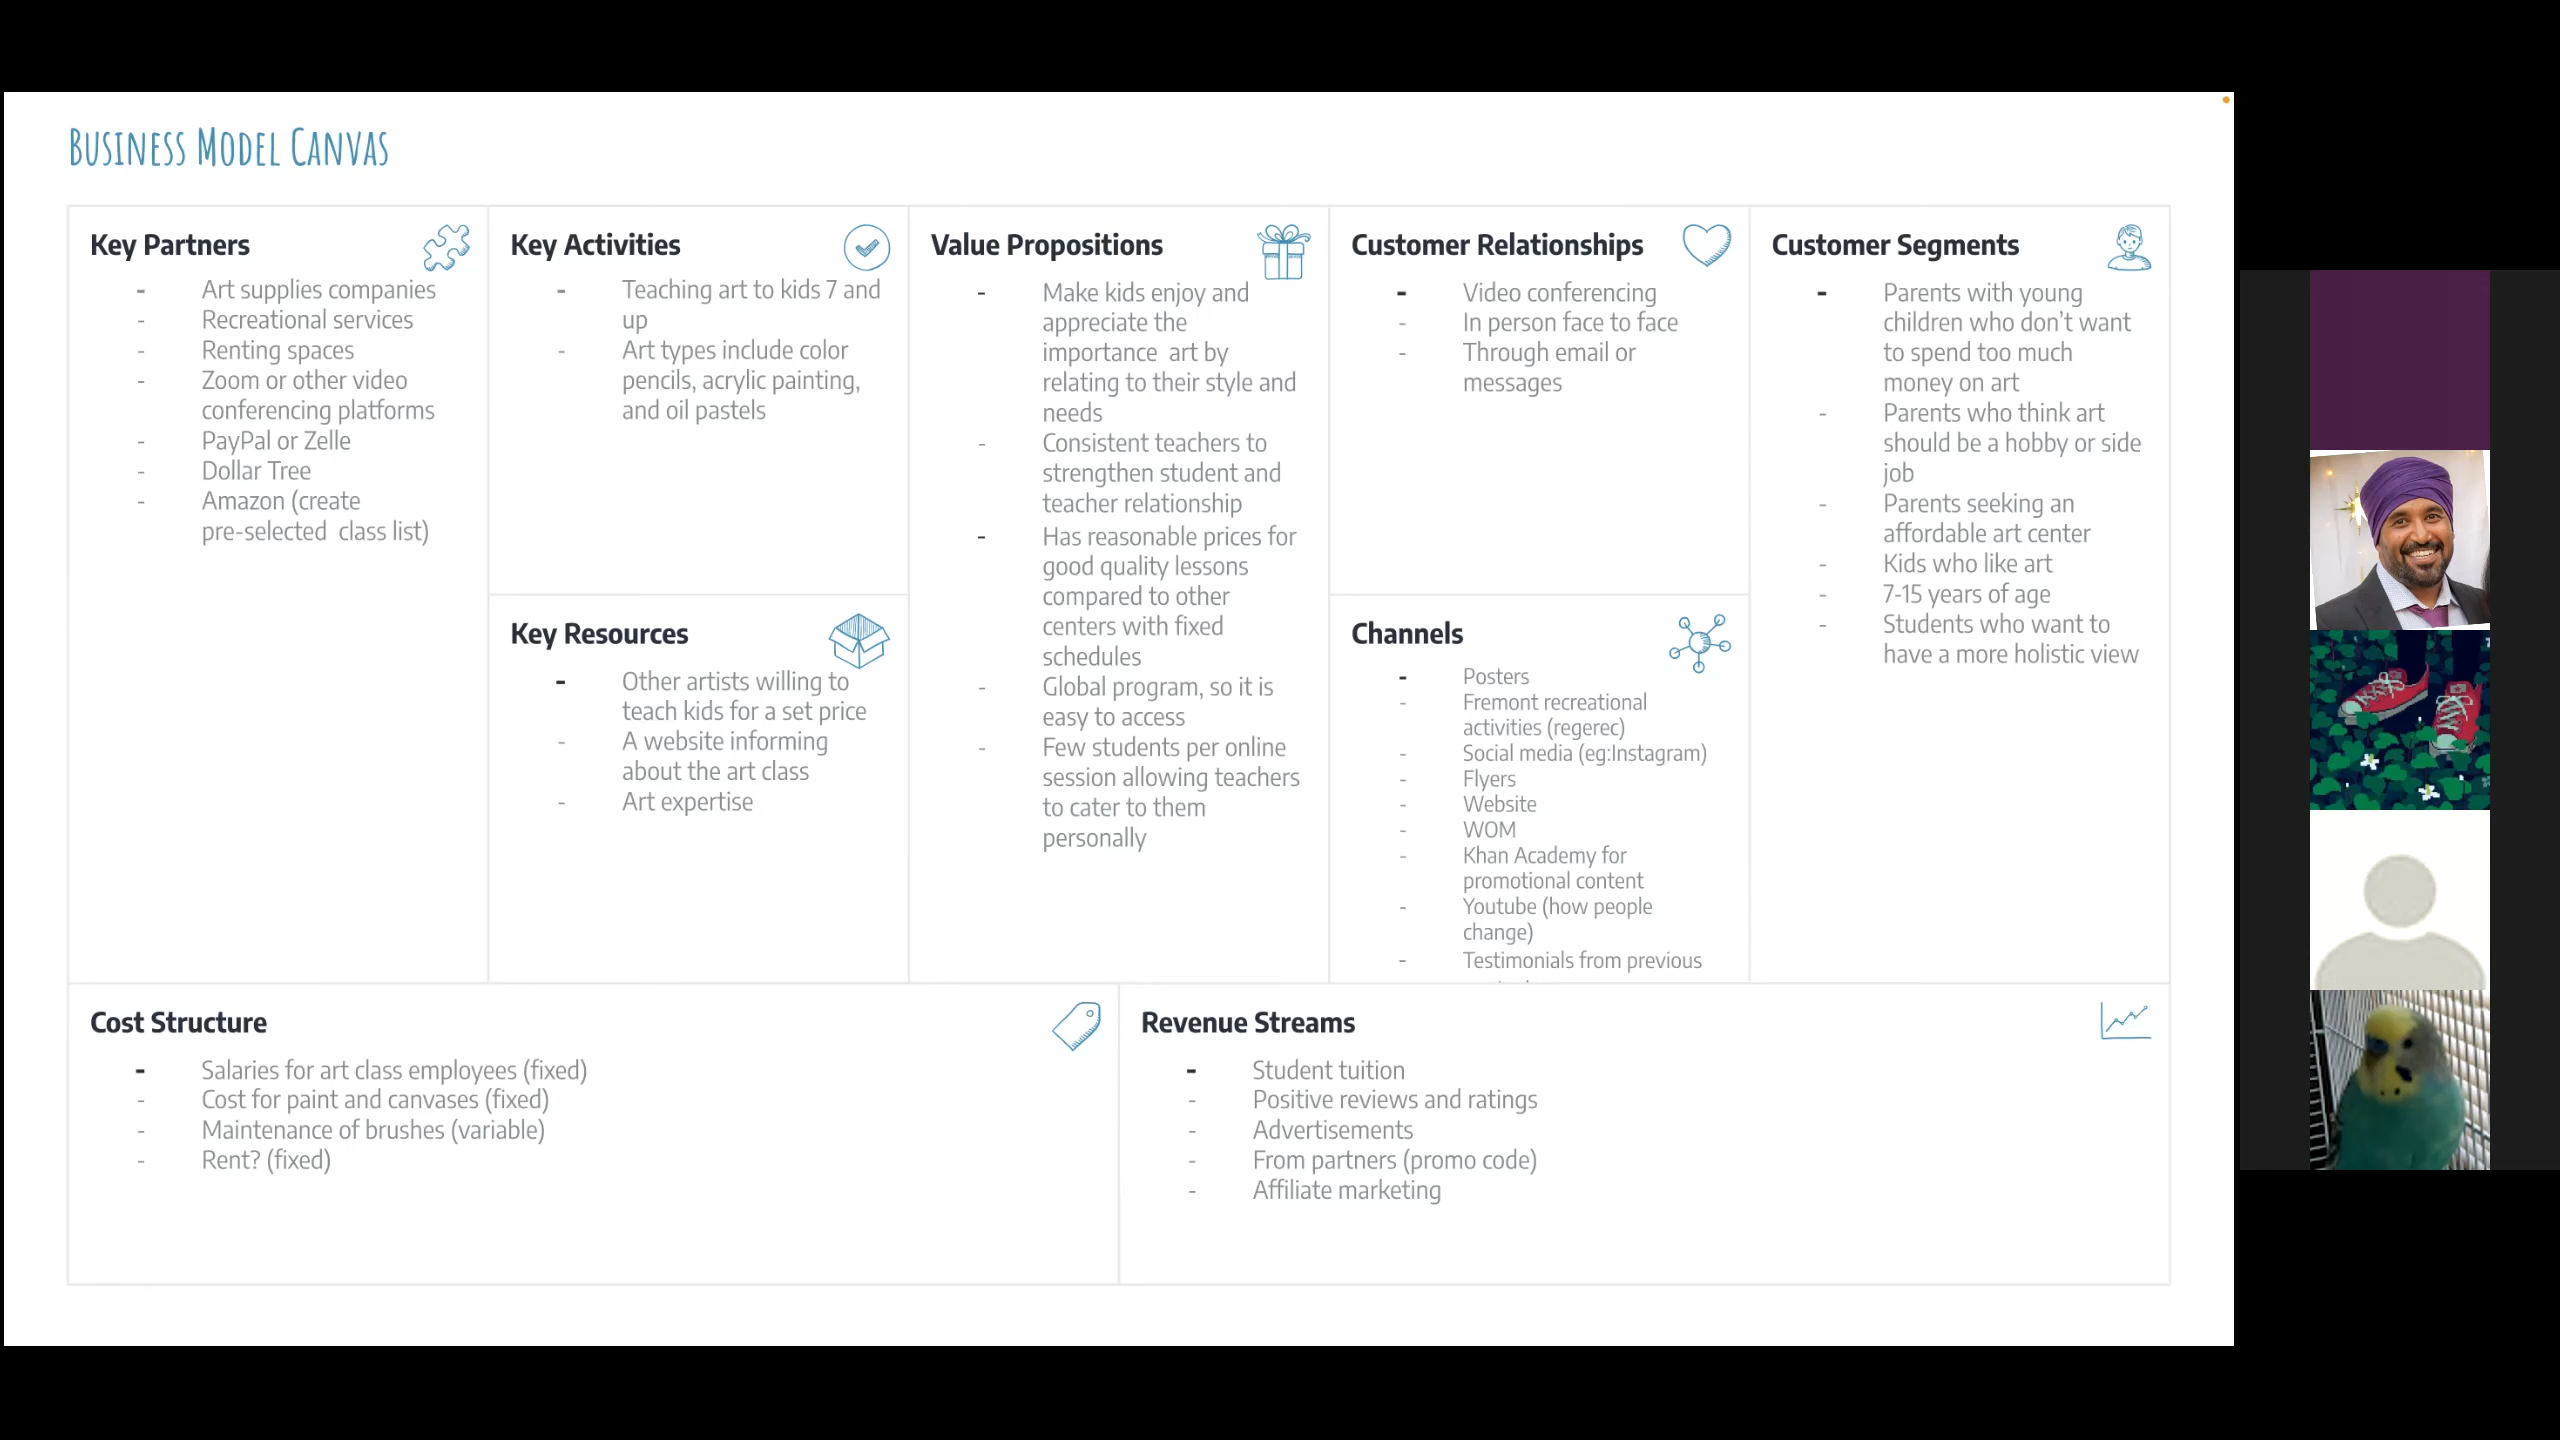 Business Model Canvas
Key Partners
- Art supplies companies
- Recreational services
- Renting spaces
- Zoom or other video
conferencing platforms
- PayPal or Zelle
- Dollar Tree
- Amazon (create
pre-selected  class list)
Key Activities
- Teaching art to kids 7 and
up
- Art types include color
pencils, acrylic painting,
and oil pastels
Key Resources
- Other artists willing to
teach kids for a set price
- A website informing
about the art class
- Art expertise
Value Propositions
- Make kids enjoy and
appreciate the
importance  art by
relating to their style and
needs
- Consistent teachers to
strengthen student and
teacher relationship
- Has reasonable prices for
good quality lessons
compared to other
centers with fixed
schedules
- Global program, so it is
easy to access
- Few students per online
session allowing teachers
to cater to them
personally
Customer Relationships
- Video conferencing
- In person face to face
- Through email or
messages
Channels
- Posters
- Fremont recreational
activities (regerec)
- Social media (eg:Instagram)
- Flyers
- Website
- WOM
- Khan Academy for
promotional content
- Youtube (how people
change)
- Testimonials from previous
Customer Segments
- Parents with young
children who don't want
to spend too much
money on art
- Parents who think art
should be a hobby or side
job
- Parents seeking an
affordable art center
- Kids who like art
- 7-15 years of age
- Students who want to
have a more holistic view
Cost Structure
- Salaries for art class employees (fixed)
- Cost for paint and canvases (fixed)
- Maintenance of brushes (variable)
- Rent? (fixed)
Revenue Streams
- Student tuition
- Positive reviews and ratings
- Advertisements
- From partners (promo code)
- Affiliate marketing